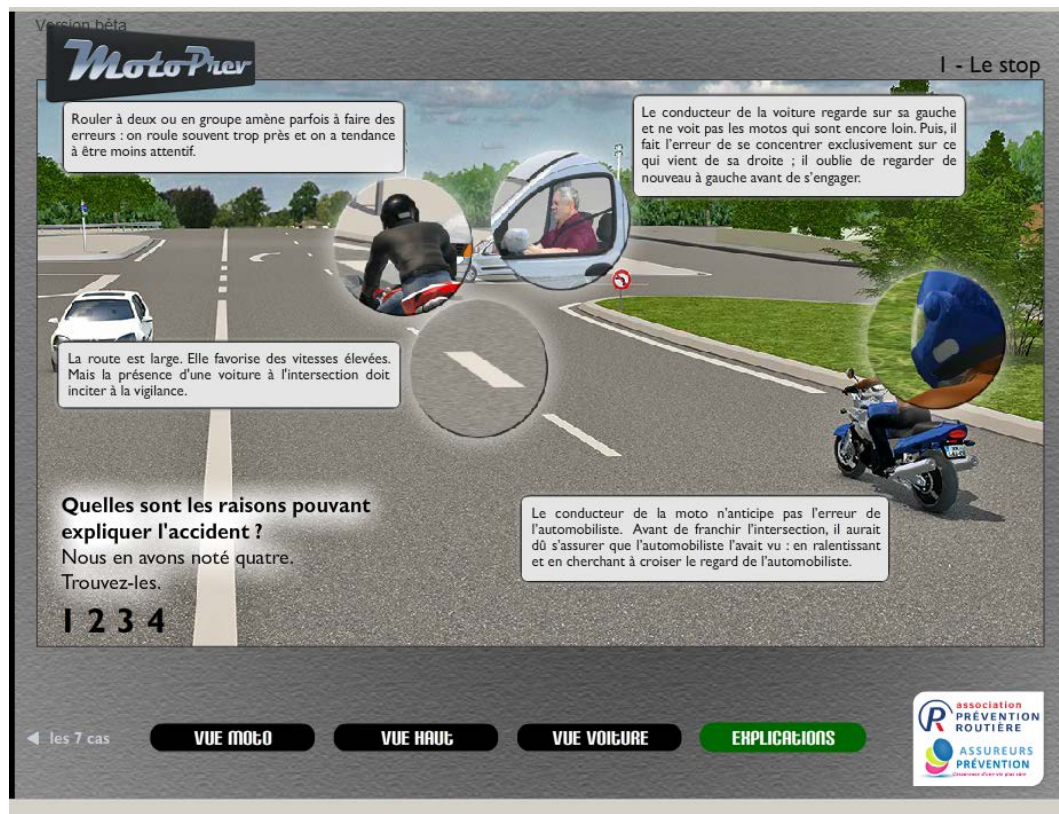 Version bêta
MotoPrev
1 - Le stop
Rouler à deux ou en groupe amène parfois à faire des
erreurs : on roule souvent trop près et on a tendance
à être moins attentif.
Le conducteur de la voiture regarde sur sa gauche
et ne voit pas les motos qui sont encore loin. Puis, il
fait l'erreur de se concentrer exclusivement sur ce
qui vient de sa droite ; il oublie de regarder de
nouveau à gauche avant de s'engager.
La route est large. Elle favorise des vitesses élevées.
Mais la présence d'une voiture à l'intersection doit
inciter à la vigilance.
Quelles sont les raisons pouvant
expliquer l'accident ?
Nous en avons noté quatre.
Trouvez-les.
1 2 3 4
Le conducteur de la moto n'anticipe pas l'erreur de
l'automobiliste. Avant de franchir l'intersection, il aurait
dû s'assurer que l'automobiliste l'avait vu : en ralentissant
et en cherchant à croiser le regard de l'automobiliste.
les 7 cas
VUE MOTO
VUE HAUT
VUE VOITURE
EXPLICATIONS
association
PRÉVENTION
ROUTIÈRE
ASSUREURS
PRÉVENTION